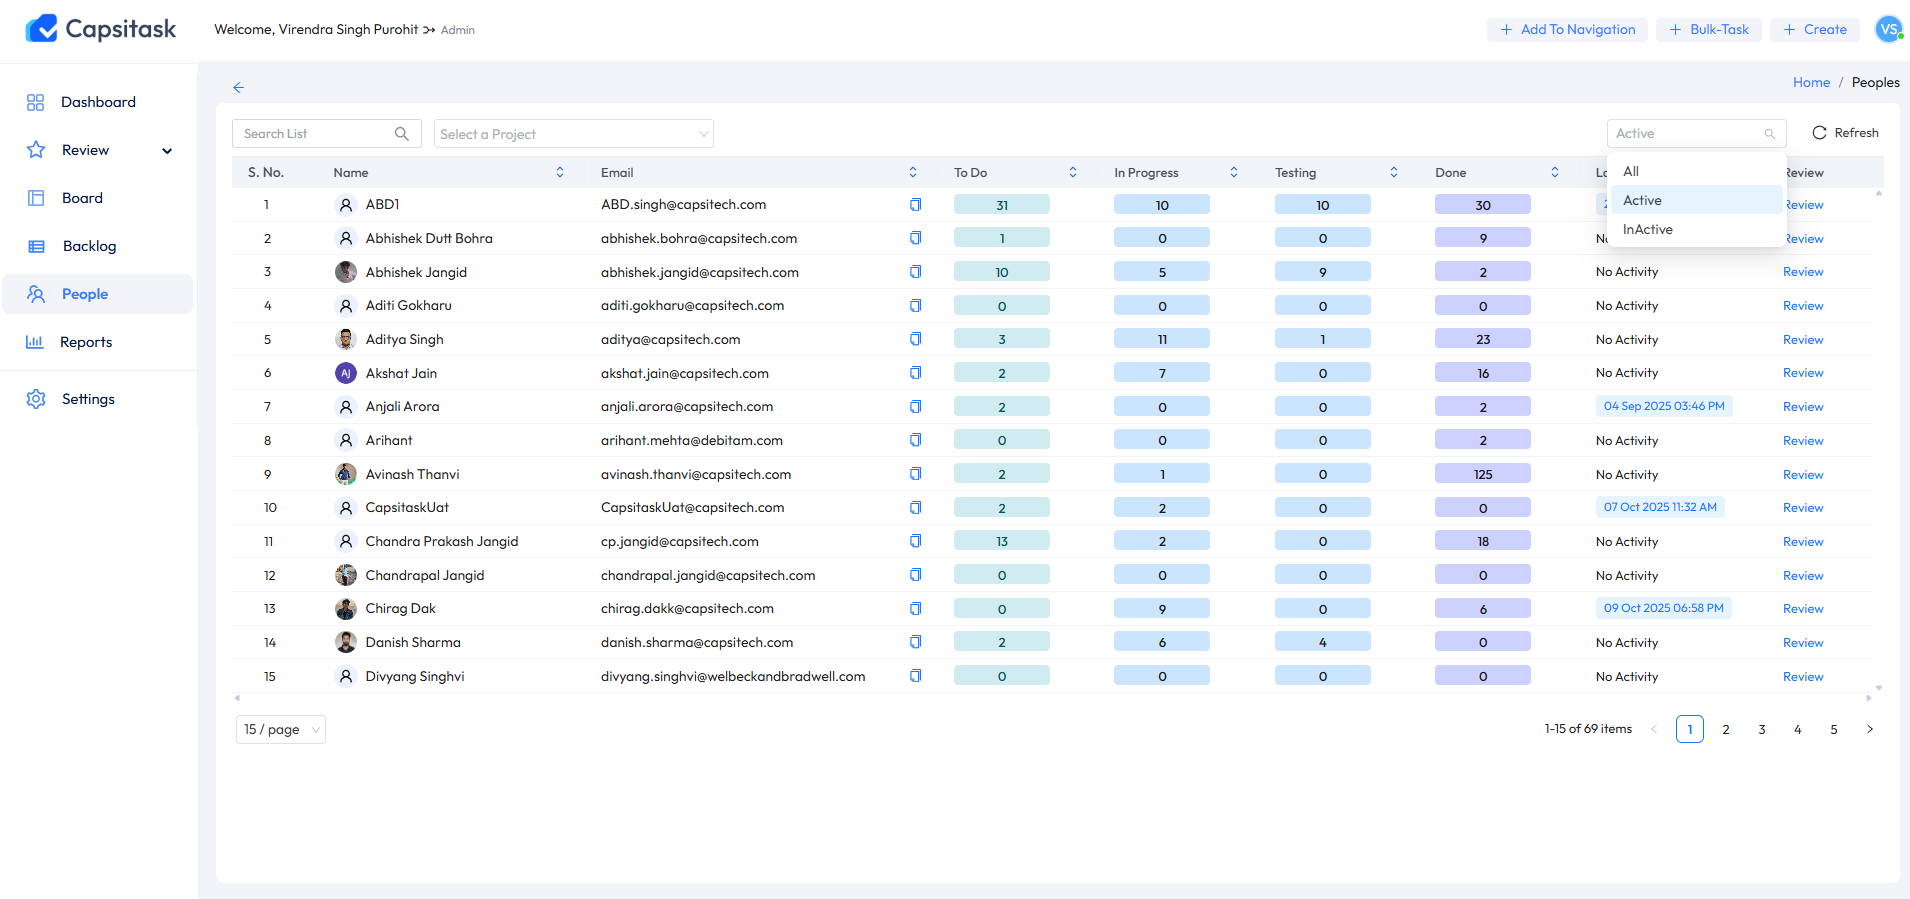 Capsitask
Welcome, Virendra Singh Purohit Admin
Add To Navigation
Bulk-Task
Create
VS
Dashboard
Review
Board
Backlog
People
Reports
Settings
Home / Peoples
Search List
Select a Project
Active
Refresh
All
Active
InActive
S. No. Name Email To Do In Progress Testing Done Review
1 ABD1 ABD.singh@capsitech.com 31 10 10 30 Review
2 Abhishek Dutt Bohra abhishek.bohra@capsitech.com 1 0 0 9 Review
3 Abhishek Jangid abhishek.jangid@capsitech.com 10 5 9 2 No Activity Review
4 Aditi Gokharu aditi.gokharu@capsitech.com 0 0 0 0 No Activity Review
5 Aditya Singh aditya@capsitech.com 3 11 1 23 No Activity Review
6 AJ Akshat Jain akshat.jain@capsitech.com 2 7 0 16 No Activity Review
7 Anjali Arora anjali.arora@capsitech.com 2 0 0 2 04 Sep 2025 03:46 PM Review
8 Arihant arihant.mehta@debitam.com 0 0 0 2 No Activity Review
9 Avinash Thanvi avinash.thanvi@capsitech.com 2 1 0 125 No Activity Review
10 CapsitaskUat CapsitaskUat@capsitech.com 2 2 0 0 07 Oct 2025 11:32 AM Review
11 Chandra Prakash Jangid cp.jangid@capsitech.com 13 2 0 18 No Activity Review
12 Chandrapal Jangid chandrapal.jangid@capsitech.com 0 0 0 0 No Activity Review
13 Chirag Dak chirag.dakk@capsitech.com 0 9 0 6 09 Oct 2025 06:58 PM Review
14 Danish Sharma danish.sharma@capsitech.com 2 6 4 0 No Activity Review
15 Divyang Singhvi divyang.singhvi@welbeckandbradwell.com 0 0 0 0 No Activity Review
15 / page
1-15 of 69 items
1 2 3 4 5